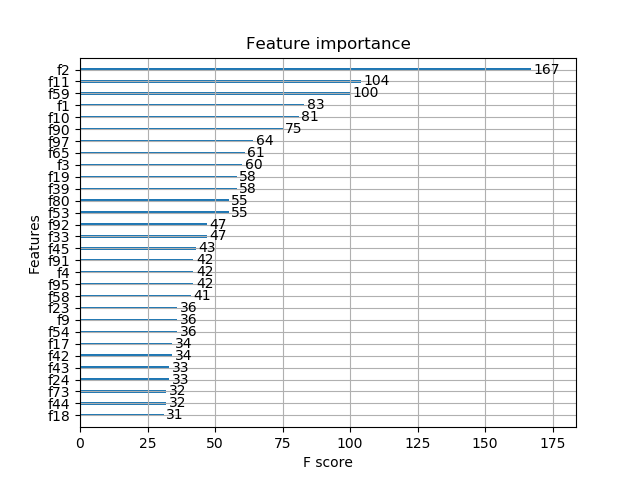 Feature importance
Features
f2 167
f11 104
f59 100
f1 83
f10 81
f90 75
f97 64
f65 61
f3 60
f19 58
f39 58
f80 55
f53 55
f92 47
f33 47
f45 43
f91 42
f4 42
f95 42
f58 41
f23 36
f9 36
f54 36
f17 34
f42 34
f43 33
f24 33
f73 32
f44 32
f18 31
0 25 50 75 100 125 150 175
F score